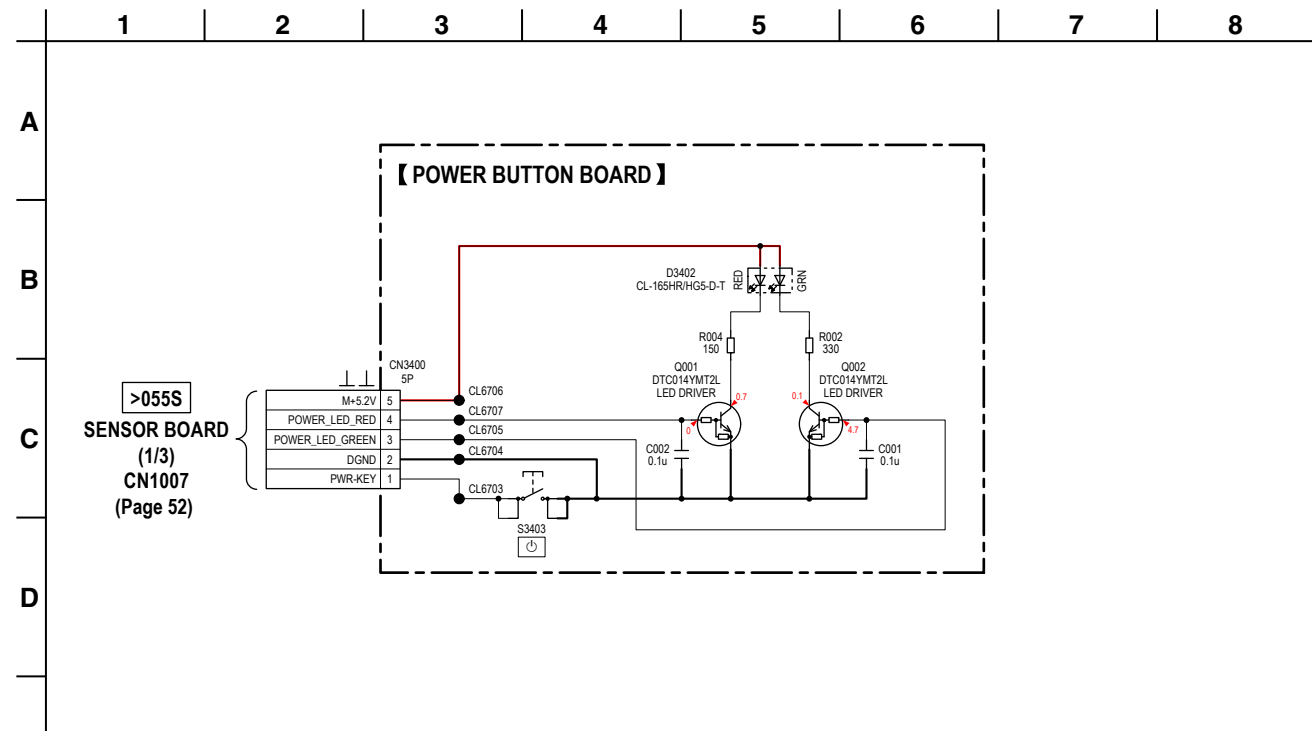 1 2 3 4 5 6 7 8
A
【 POWER BUTTON BOARD 】
B
D3402
CL-165HR/HG5-D-T
RED
GRN
R004
150
R002
330
CN3400
5P
Q001
DTC014YMT2L
LED DRIVER
Q002
DTC014YMT2L
LED DRIVER
C
>055S
SENSOR BOARD
(1/3)
CN1007
(Page 52)
M+5.2V 5
POWER_LED_RED 4
POWER_LED_GREEN 3
DGND 2
PWR-KEY 1
CL6706
CL6707
CL6705
CL6704
CL6703
0.7
0.1
0
4.7
C002
0.1u
C001
0.1u
S3403
D